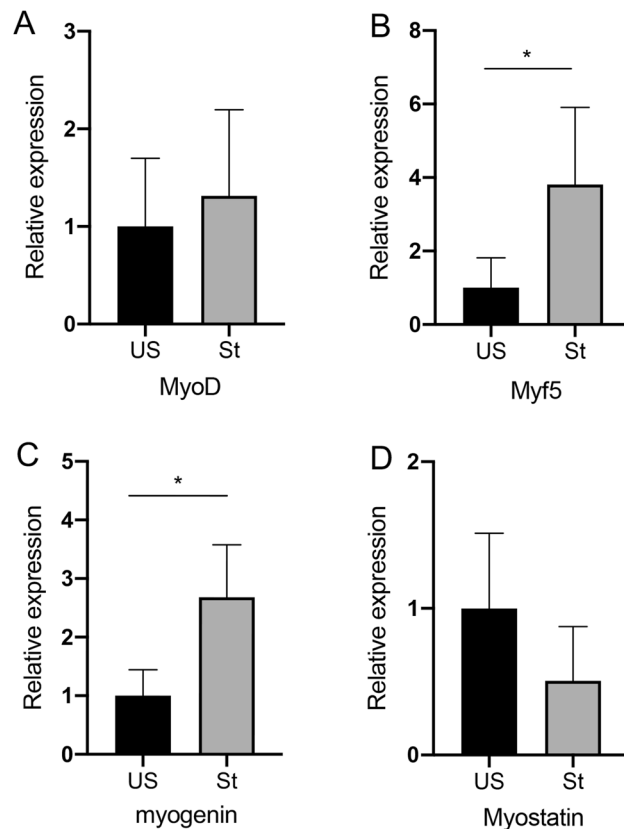 A
Relative expression
3
2
1
0
US St
MyoD
B
Relative expression
8
6
4
2
0
*
US St
Myf5
C
Relative expression
5
4
3
2
1
0
*
US St
myogenin
D
Relative expression
2
1
0
US St
Myostatin